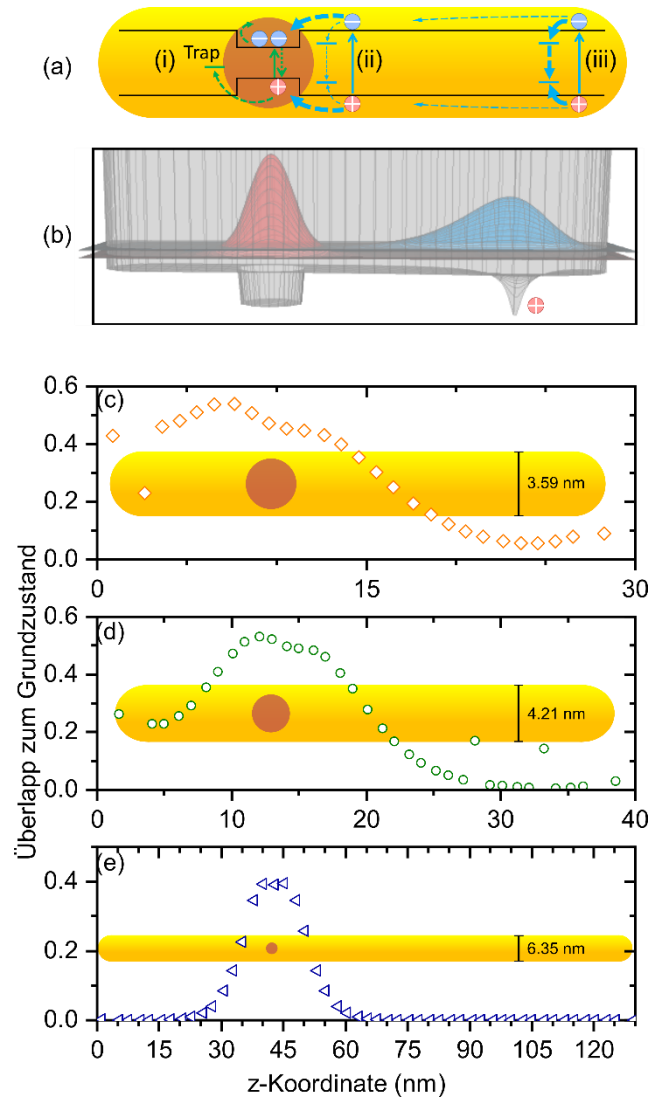 (a)
(i)
Trap
(ii)
(iii)
(b)
Überlapp zum Grundzustand
0.6
0.4
0.2
0.0
(c)
3.59 nm
0
15
30
0.6
0.4
0.2
0.0
(d)
4.21 nm
0
10
20
30
40
0.4
0.2
0.0
(e)
6.35 nm
0
15
30
45
60
75
90
105
120
z-Koordinate (nm)